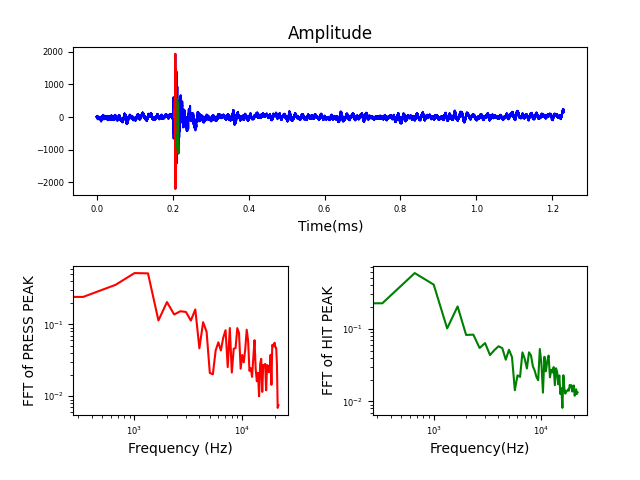 Amplitude
2000
1000
0
−1000
−2000
0.0 0.2 0.4 0.6 0.8 1.0 1.2
Time(ms)
FFT of PRESS PEAK
10⁻¹
10⁻²
10³ 10⁴
Frequency (Hz)
FFT of HIT PEAK
10⁻¹
10⁻²
10³ 10⁴
Frequency(Hz)